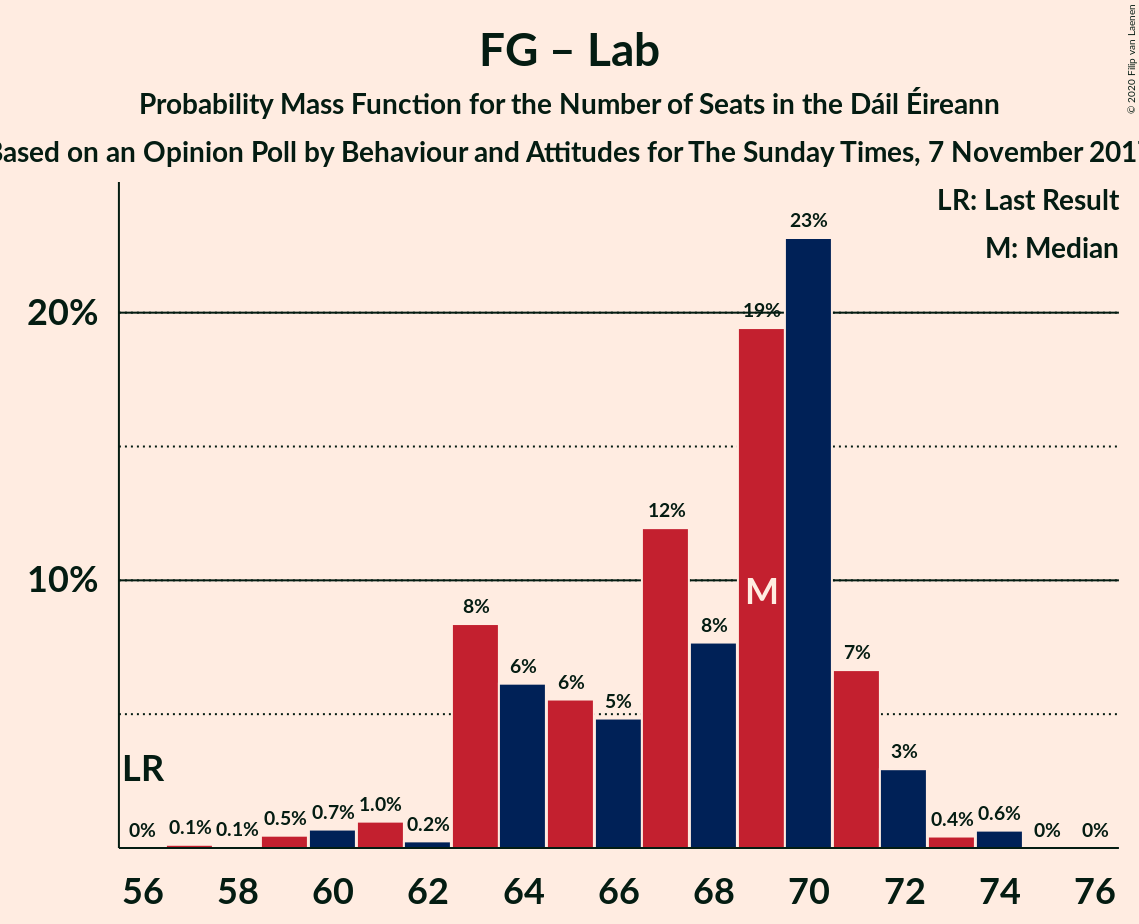 FG – Lab
Probability Mass Function for the Number of Seats in the Dáil Éireann
Based on an Opinion Poll by Behaviour and Attitudes for The Sunday Times, 7 November 2017
© 2020 Filip van Laenen
LR: Last Result
M: Median
20%
10%
0%
0.1%
0.1%
0.5%
0.7%
1.0%
0.2%
8%
6%
6%
5%
12%
8%
19%
23%
7%
3%
0.4%
0.6%
0%
0%
LR
M
56 58 60 62 64 66 68 70 72 74 76